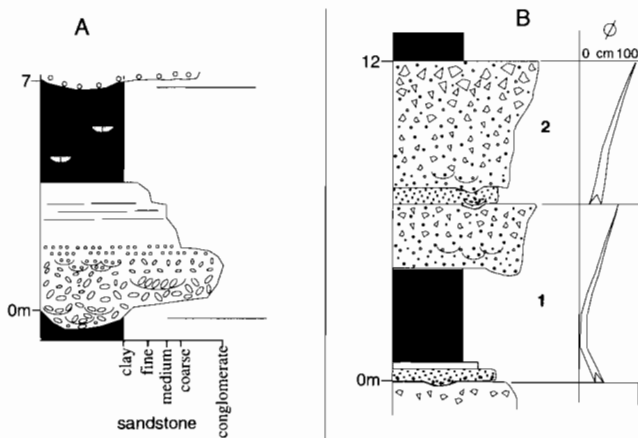 A
7
0m
clay
fine
medium
coarse
conglomerate
sandstone
B
Ø
0 cm 100
12
2
1
0m